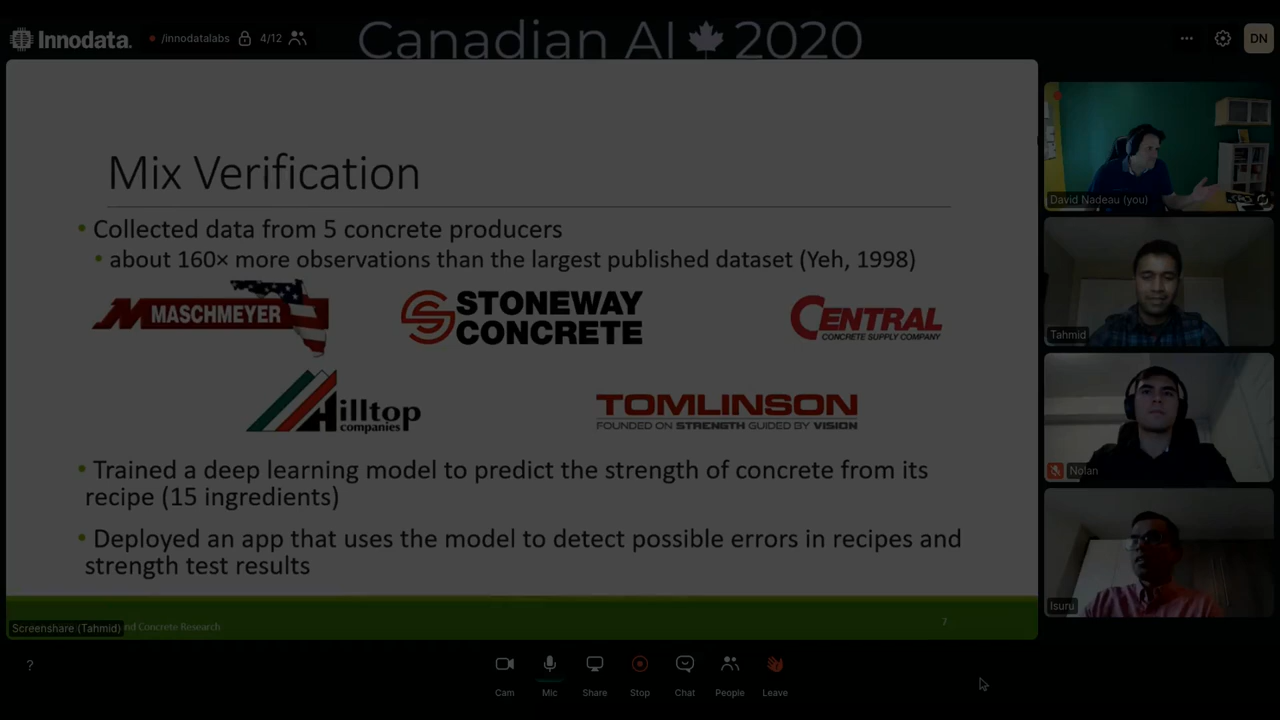 Canadian AI 2020
Innodata.
/innodatalabs
4/12
DN
Mix Verification
• Collected data from 5 concrete producers
• about 160× more observations than the largest published dataset (Yeh, 1998)
MASCHMEYER
STONEWAY
CONCRETE
CENTRAL
CONCRETE SUPPLY COMPANY
Hilltop
companies
TOMLINSON
FOUNDED ON STRENGTH GUIDED BY VISION
• Trained a deep learning model to predict the strength of concrete from its
recipe (15 ingredients)
• Deployed an app that uses the model to detect possible errors in recipes and
strength test results
Screenshare (Tahmid)
nd Concrete Research
7
David Nadeau (you)
Tahmid
Nolan
Isuru
?
Cam
Mic
Share
Stop
Chat
People
Leave